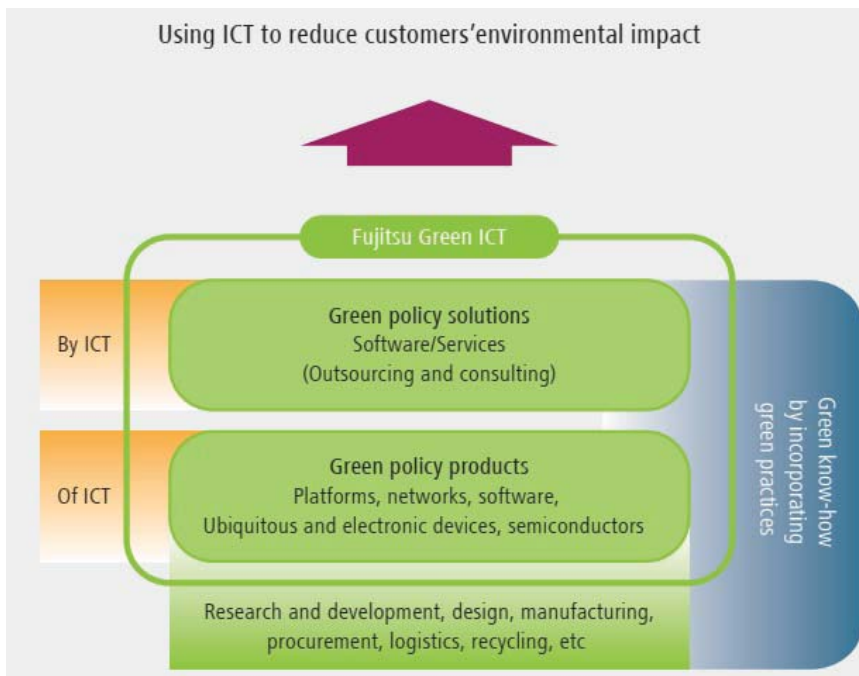 Using ICT to reduce customers’environmental impact
Fujitsu Green ICT
By ICT
Green policy solutions
Software/Services
(Outsourcing and consulting)
Of ICT
Green policy products
Platforms, networks, software,
Ubiquitous and electronic devices, semiconductors
Research and development, design, manufacturing,
procurement, logistics, recycling, etc
Green know-how
by incorporating
green practices